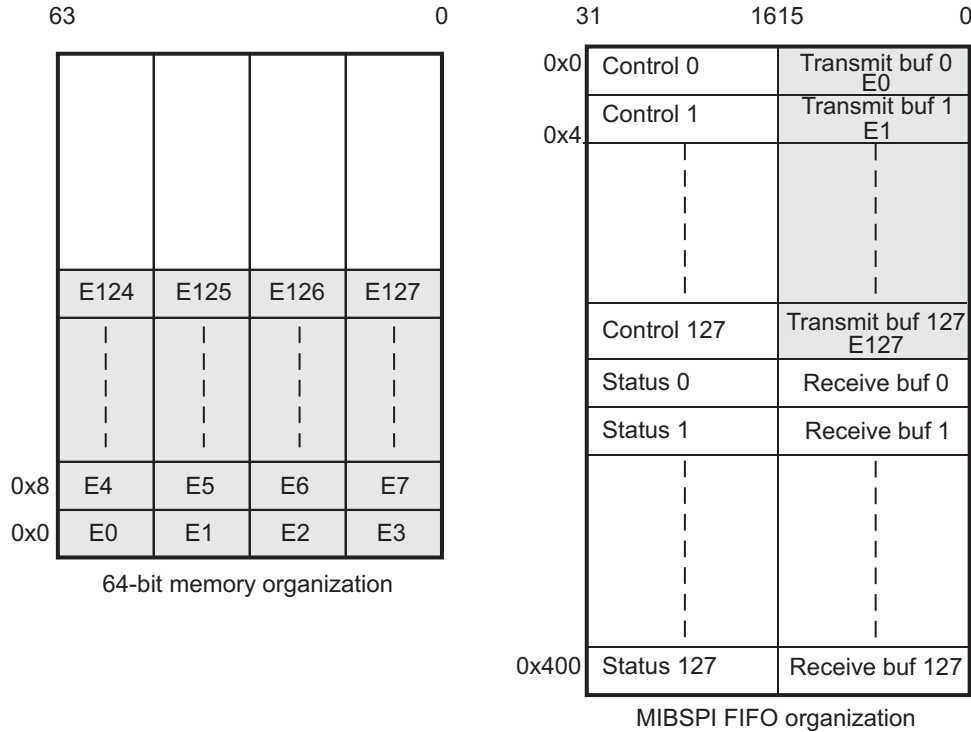 63 0
E124 E125 E126 E127
0x8 E4 E5 E6 E7
0x0 E0 E1 E2 E3
64-bit memory organization
31 1615 0
0x0 Control 0 Transmit buf 0
E0
Control 1 Transmit buf 1
0x4 E1
Control 127 Transmit buf 127
E127
Status 0 Receive buf 0
Status 1 Receive buf 1
0x400 Status 127 Receive buf 127
MIBSPI FIFO organization